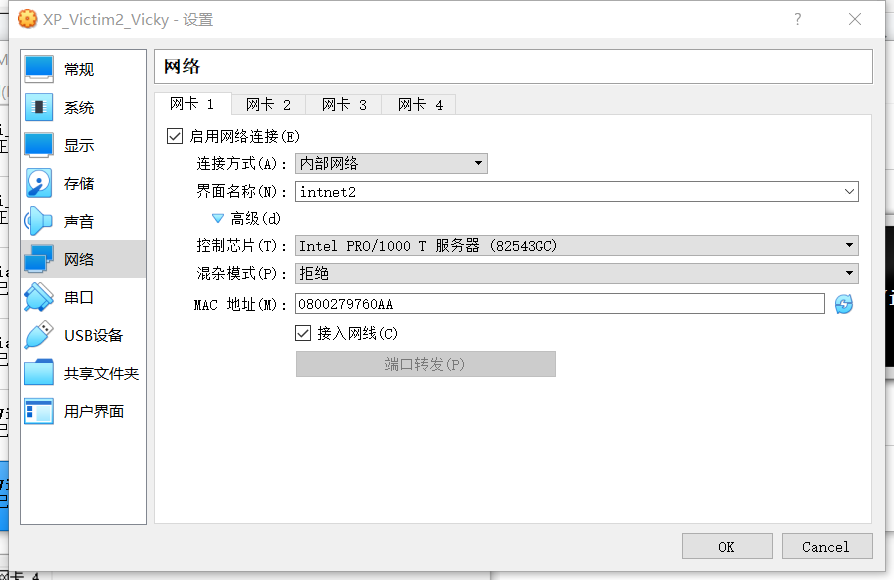 XP_Victim2_Vicky - 设置
?
常规
系统
显示
存储
声音
网络
串口
USB设备
共享文件夹
用户界面
网络
网卡 1 网卡 2 网卡 3 网卡 4
启用网络连接(E)
连接方式(A): 内部网络
界面名称(N): intnet2
高级(d)
控制芯片(T): Intel PRO/1000 T 服务器 (82543GC)
混杂模式(P): 拒绝
MAC 地址(M): 0800279760AA
接入网线(C)
端口转发(P)
OK Cancel
网卡 4